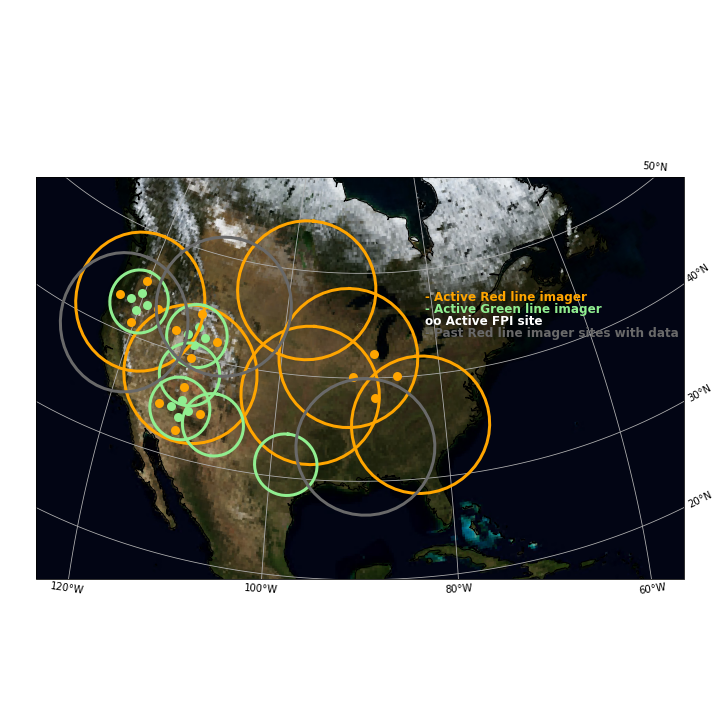 50°N
40°N
- Active Red line imager
- Active Green line imager
oo Active FPI site
- Past Red line imager sites with data
30°N
20°N
120°W 100°W 80°W 60°W